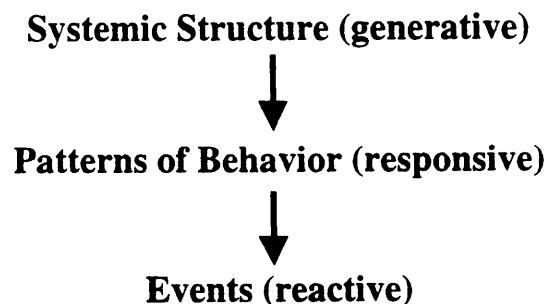 Systemic Structure (generative)
Patterns of Behavior (responsive)
Events (reactive)